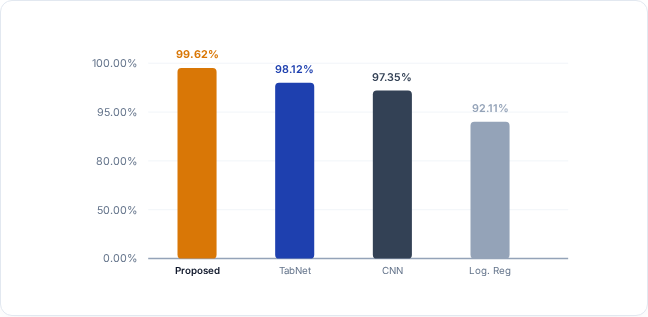 99.62%
98.12%
97.35%
92.11%
100.00%
95.00%
80.00%
50.00%
0.00%
Proposed
TabNet
CNN
Log. Reg